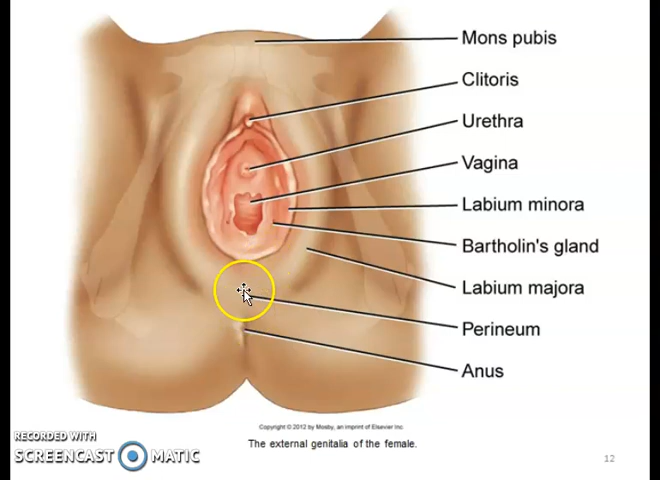 Mons pubis
Clitoris
Urethra
Vagina
Labium minora
Bartholin's gland
Labium majora
Perineum
Anus
Copyright © 2012 by Mosby, an imprint of Elsevier Inc.
The external genitalia of the female.
RECORDED WITH
SCREENCAST MATIC
12